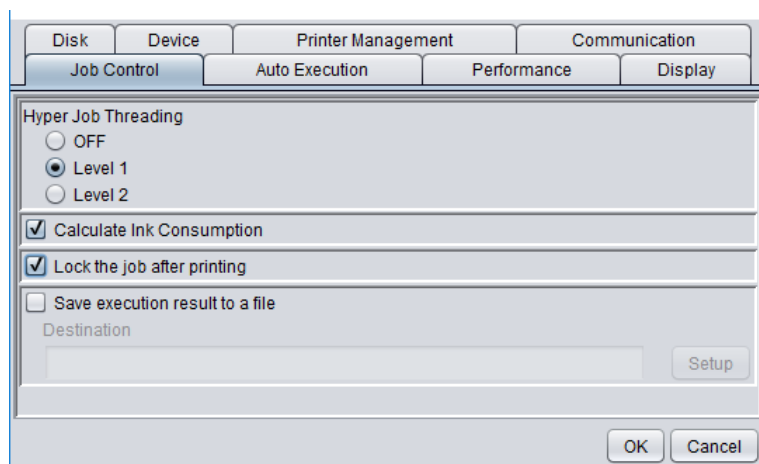 Disk Device Printer Management Communication
Job Control Auto Execution Performance Display
Hyper Job Threading
OFF
Level 1
Level 2
Calculate Ink Consumption
Lock the job after printing
Save execution result to a file
Destination
Setup
OK Cancel